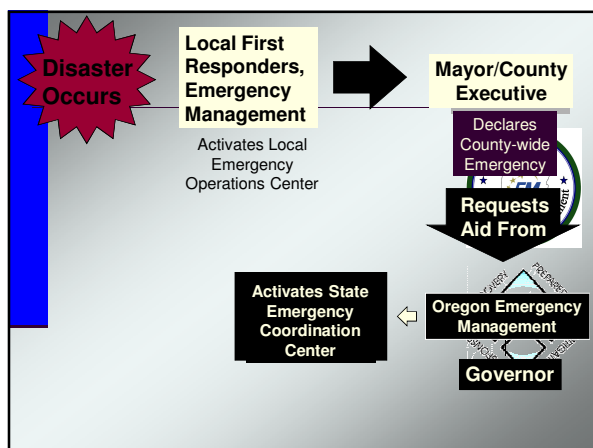 Disaster
Occurs
Local First
Responders,
Emergency
Management
Activates Local
Emergency
Operations Center
Mayor/County
Executive
Declares
County-wide
Emergency
Requests
Aid From
Activates State
Emergency
Coordination
Center
Oregon Emergency
Management
Governor